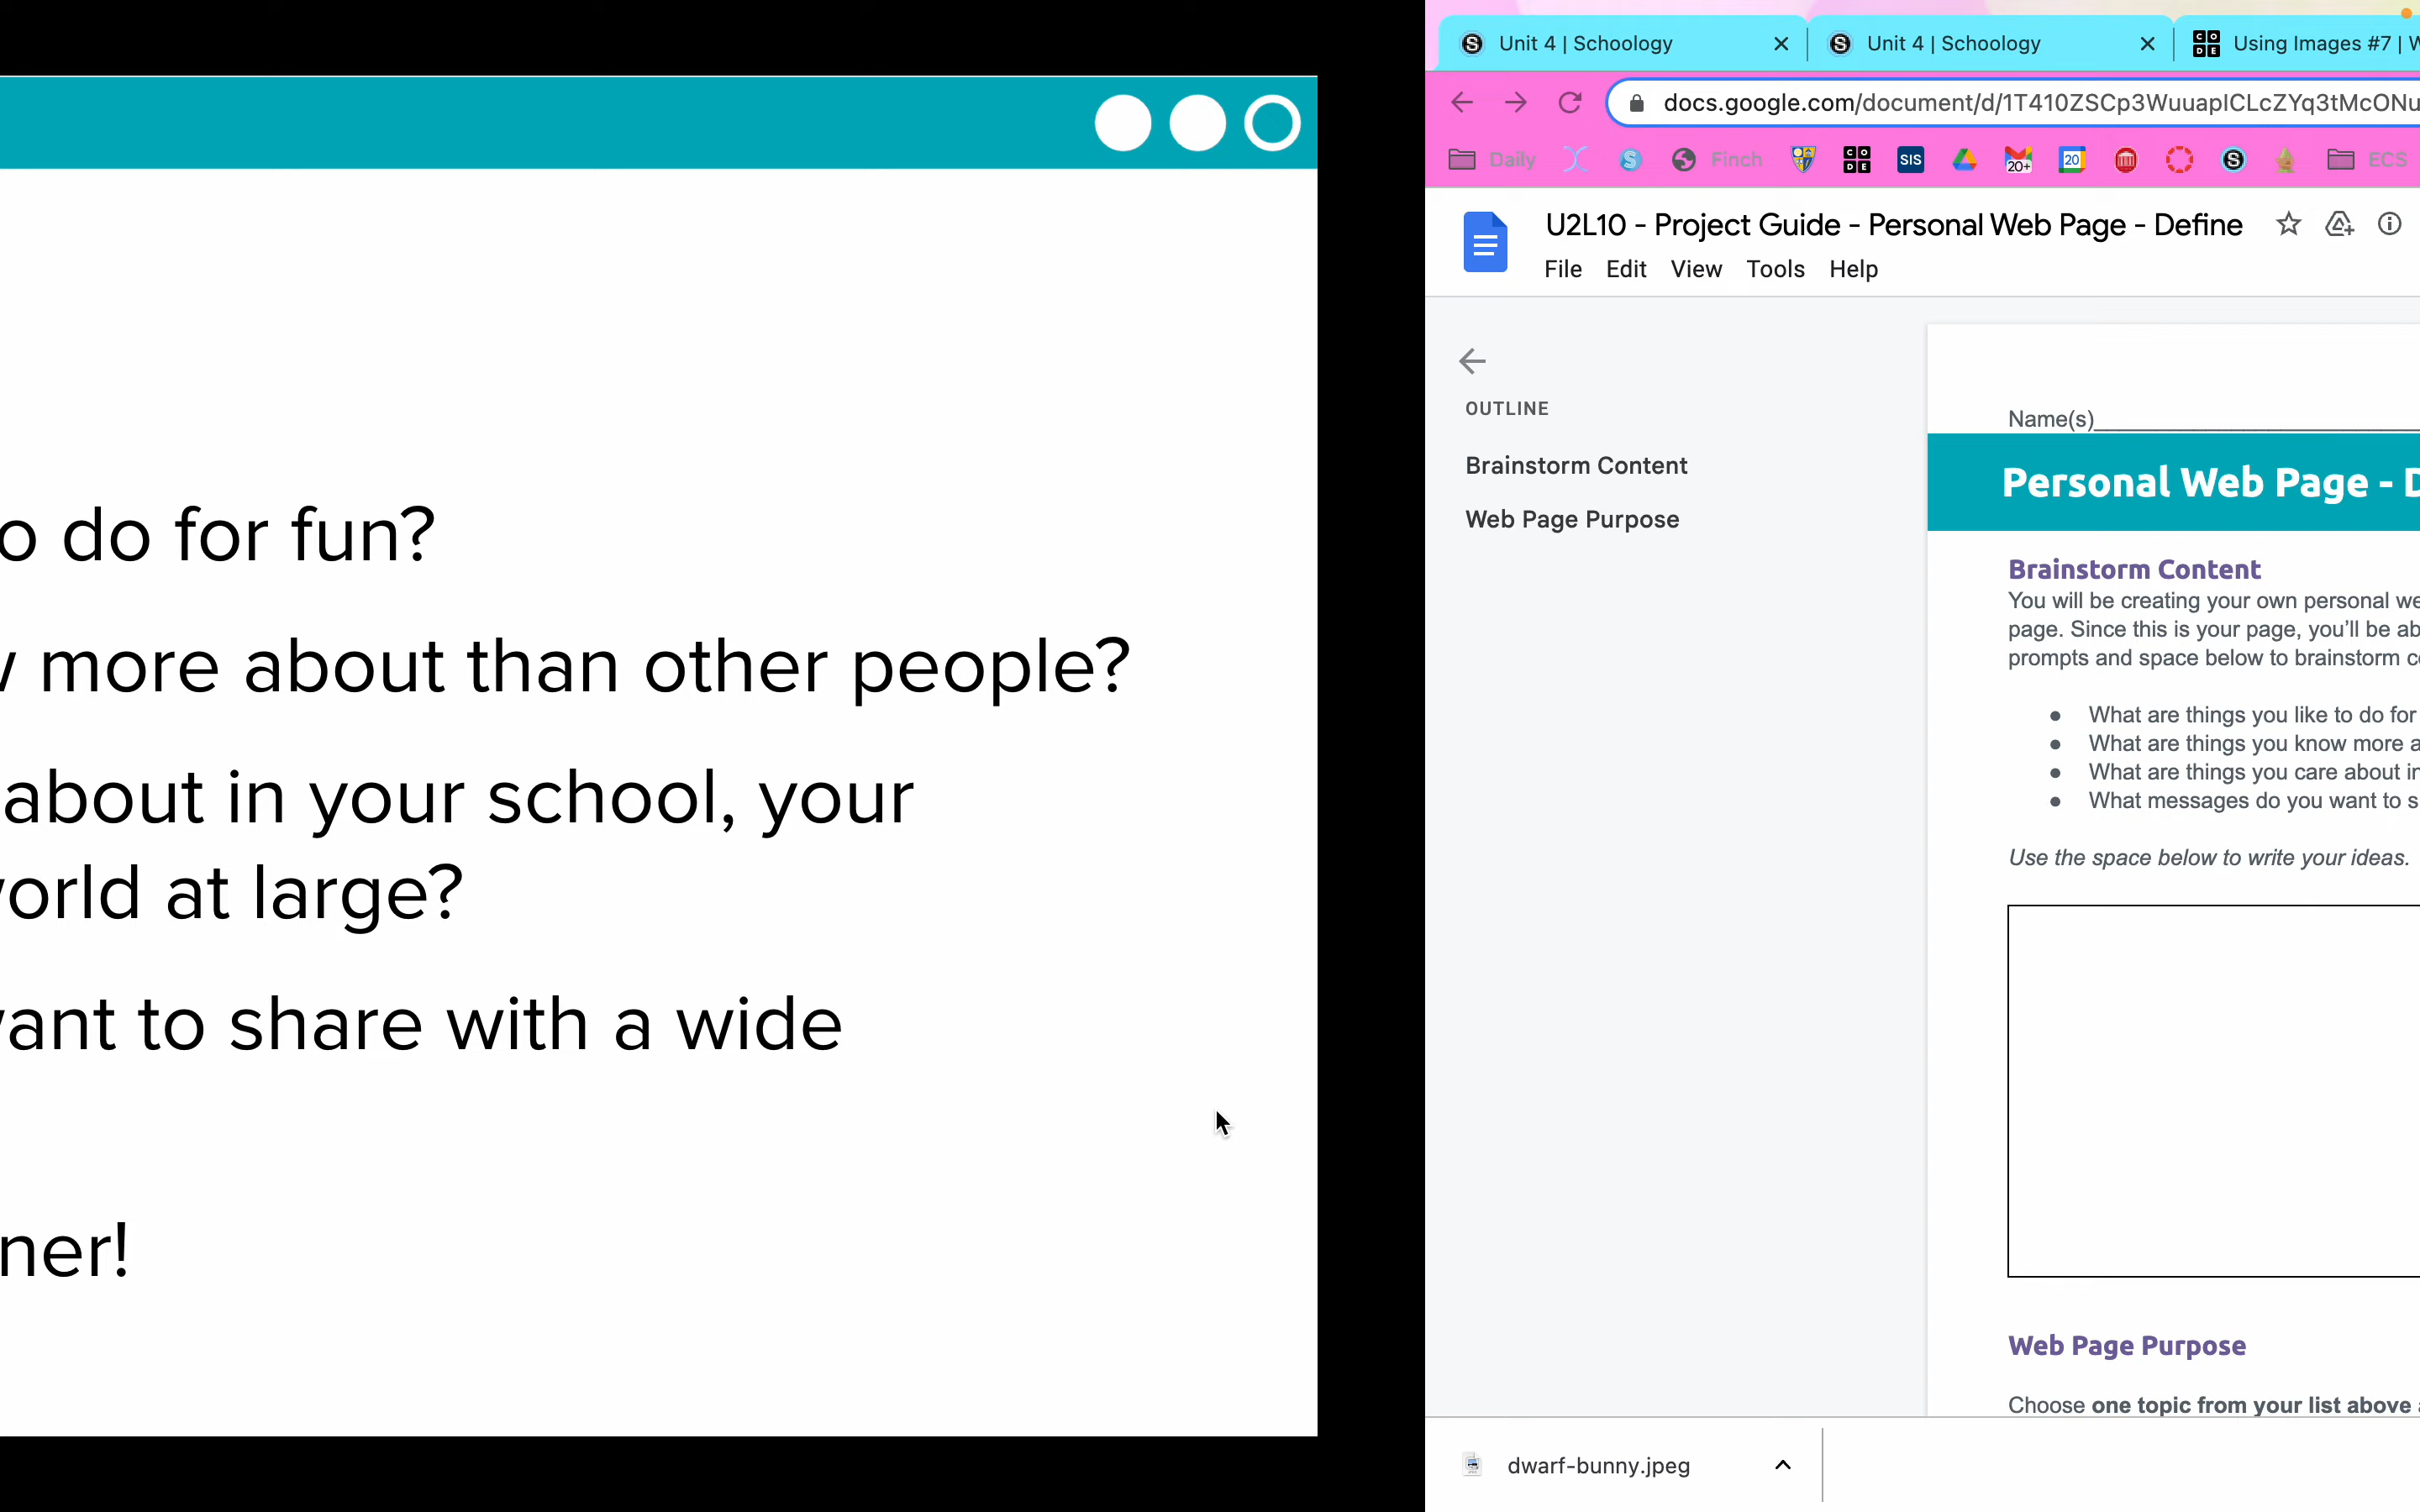 o do for fun?
more about than other people?
about in your school, your
orld at large?
ant to share with a wide
ner!
Unit 4 | Schoology
Unit 4 | Schoology
Using Images #7 | W
docs.google.com/document/d/1T410ZSCp3WuuapICLcZYq3tMcONu
Daily
Finch
SIS
20+
20
ECS
U2L10 - Project Guide - Personal Web Page - Define
File Edit View Tools Help
OUTLINE
Brainstorm Content
Web Page Purpose
Name(s)
Personal Web Page - D
Brainstorm Content
You will be creating your own personal we
page. Since this is your page, you'll be ab
prompts and space below to brainstorm c
• What are things you like to do for
• What are things you know more a
• What are things you care about in
• What messages do you want to s
Use the space below to write your ideas.
Web Page Purpose
Choose one topic from your list above
dwarf-bunny.jpeg